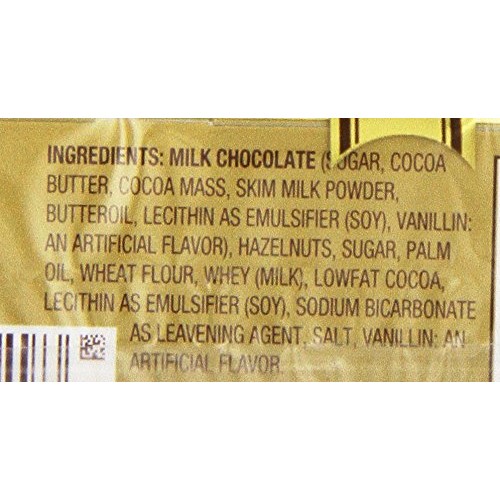 INGREDIENTS: MILK CHOCOLATE (SUGAR, COCOA
BUTTER, COCOA MASS, SKIM MILK POWDER,
BUTTEROIL, LECITHIN AS EMULSIFIER (SOY), VANILLIN:
AN ARTIFICIAL FLAVOR), HAZELNUTS, SUGAR, PALM
OIL, WHEAT FLOUR, WHEY (MILK), LOWFAT COCOA,
LECITHIN AS EMULSIFIER (SOY), SODIUM BICARBONATE
AS LEAVENING AGENT, SALT, VANILLIN: AN
ARTIFICIAL FLAVOR.